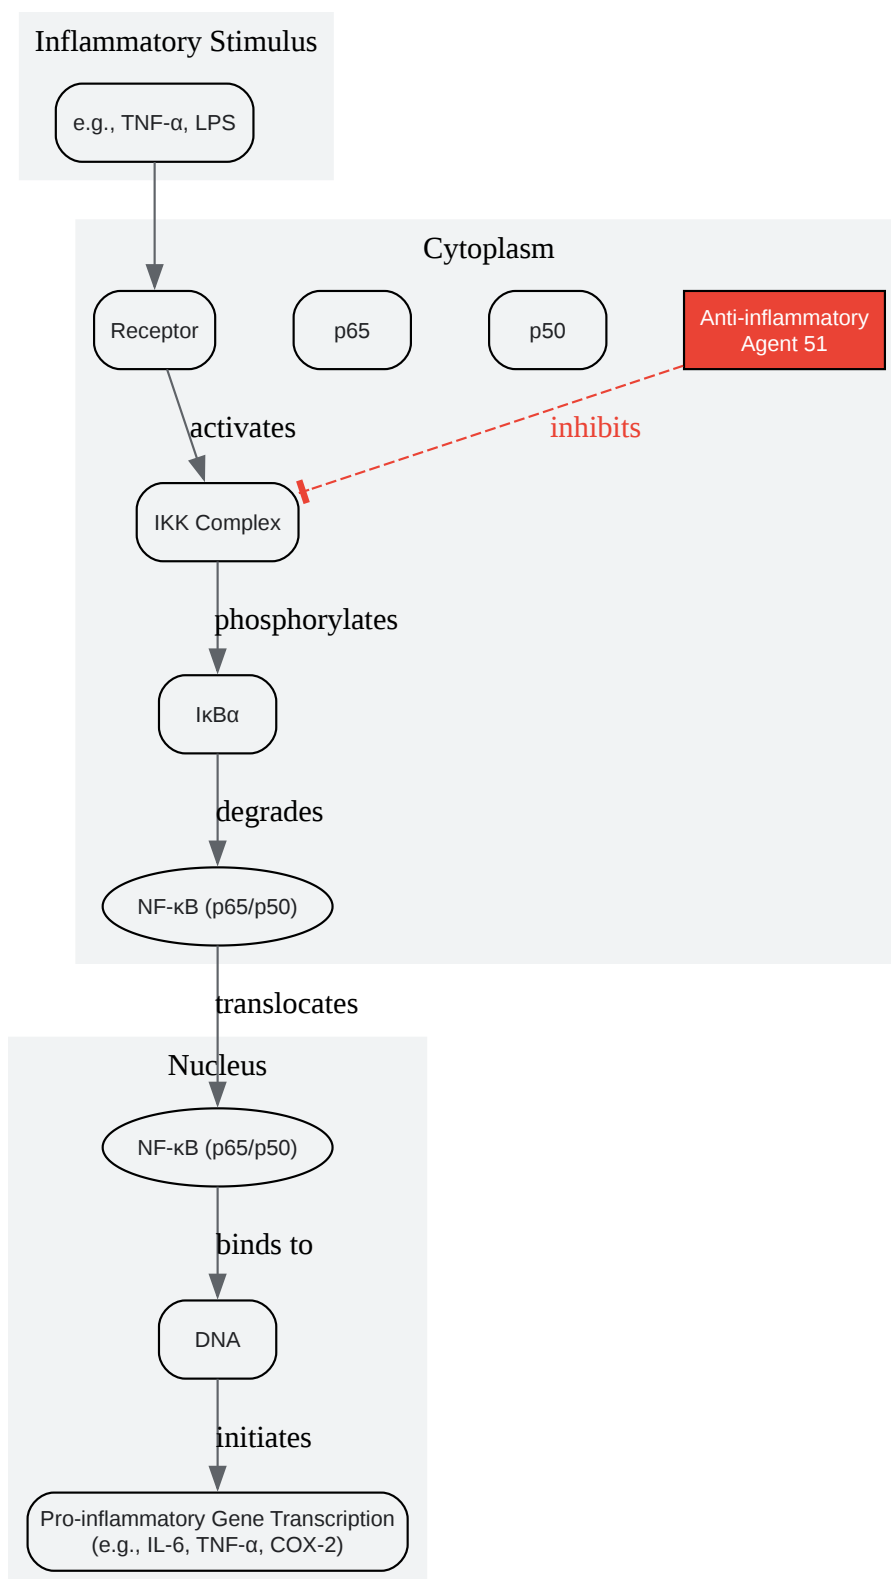 Inflammatory Stimulus
e.g., TNF-α, LPS
Cytoplasm
Receptor
p65
p50
Anti-inflammatory
Agent 51
activates
inhibits
IKK Complex
phosphorylates
IκBα
degrades
NF-κB (p65/p50)
translocates
Nucleus
NF-κB (p65/p50)
binds to
DNA
initiates
Pro-inflammatory Gene Transcription
(e.g., IL-6, TNF-α, COX-2)